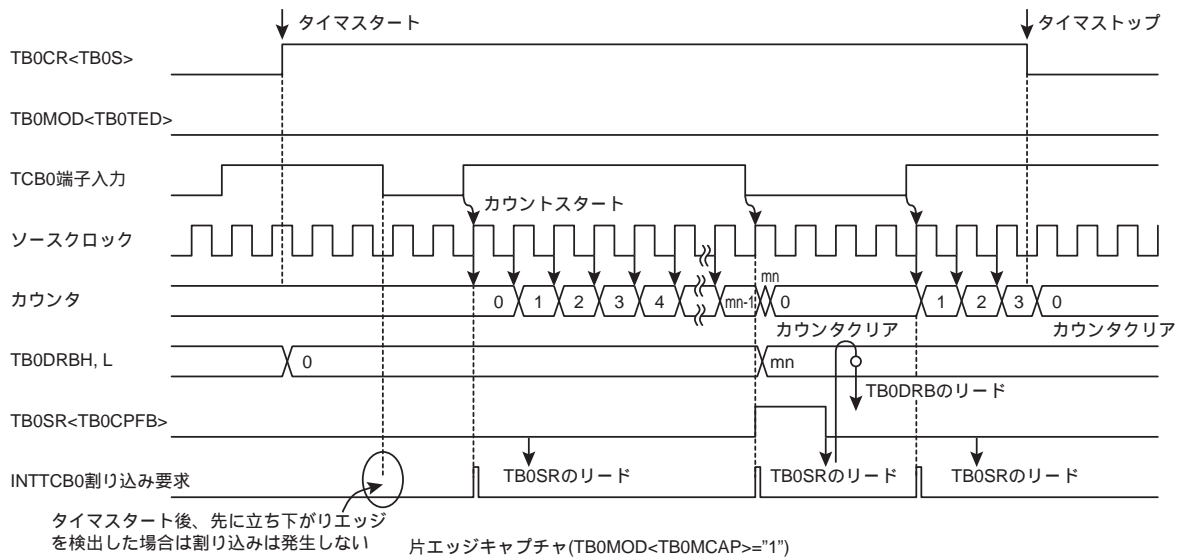 タイマスタート
タイマストップ
TB0CR<TB0S>
TB0MOD<TB0TED>
TCB0端子入力
カウントスタート
ソースクロック
カウンタ
0 1 2 3 4 mn-1 mn 0 1 2 3 0
カウンタクリア
カウンタクリア
TB0DRBH, L
0
mn
TB0DRBのリード
TB0SR<TB0CPFB>
TB0SRのリード
TB0SRのリード
TB0SRのリード
INTTCB0割り込み要求
タイマスタート後、先に立ち下がりエッジ
を検出した場合は割り込みは発生しない
片エッジキャプチャ(TB0MOD<TB0MCAP>="1")